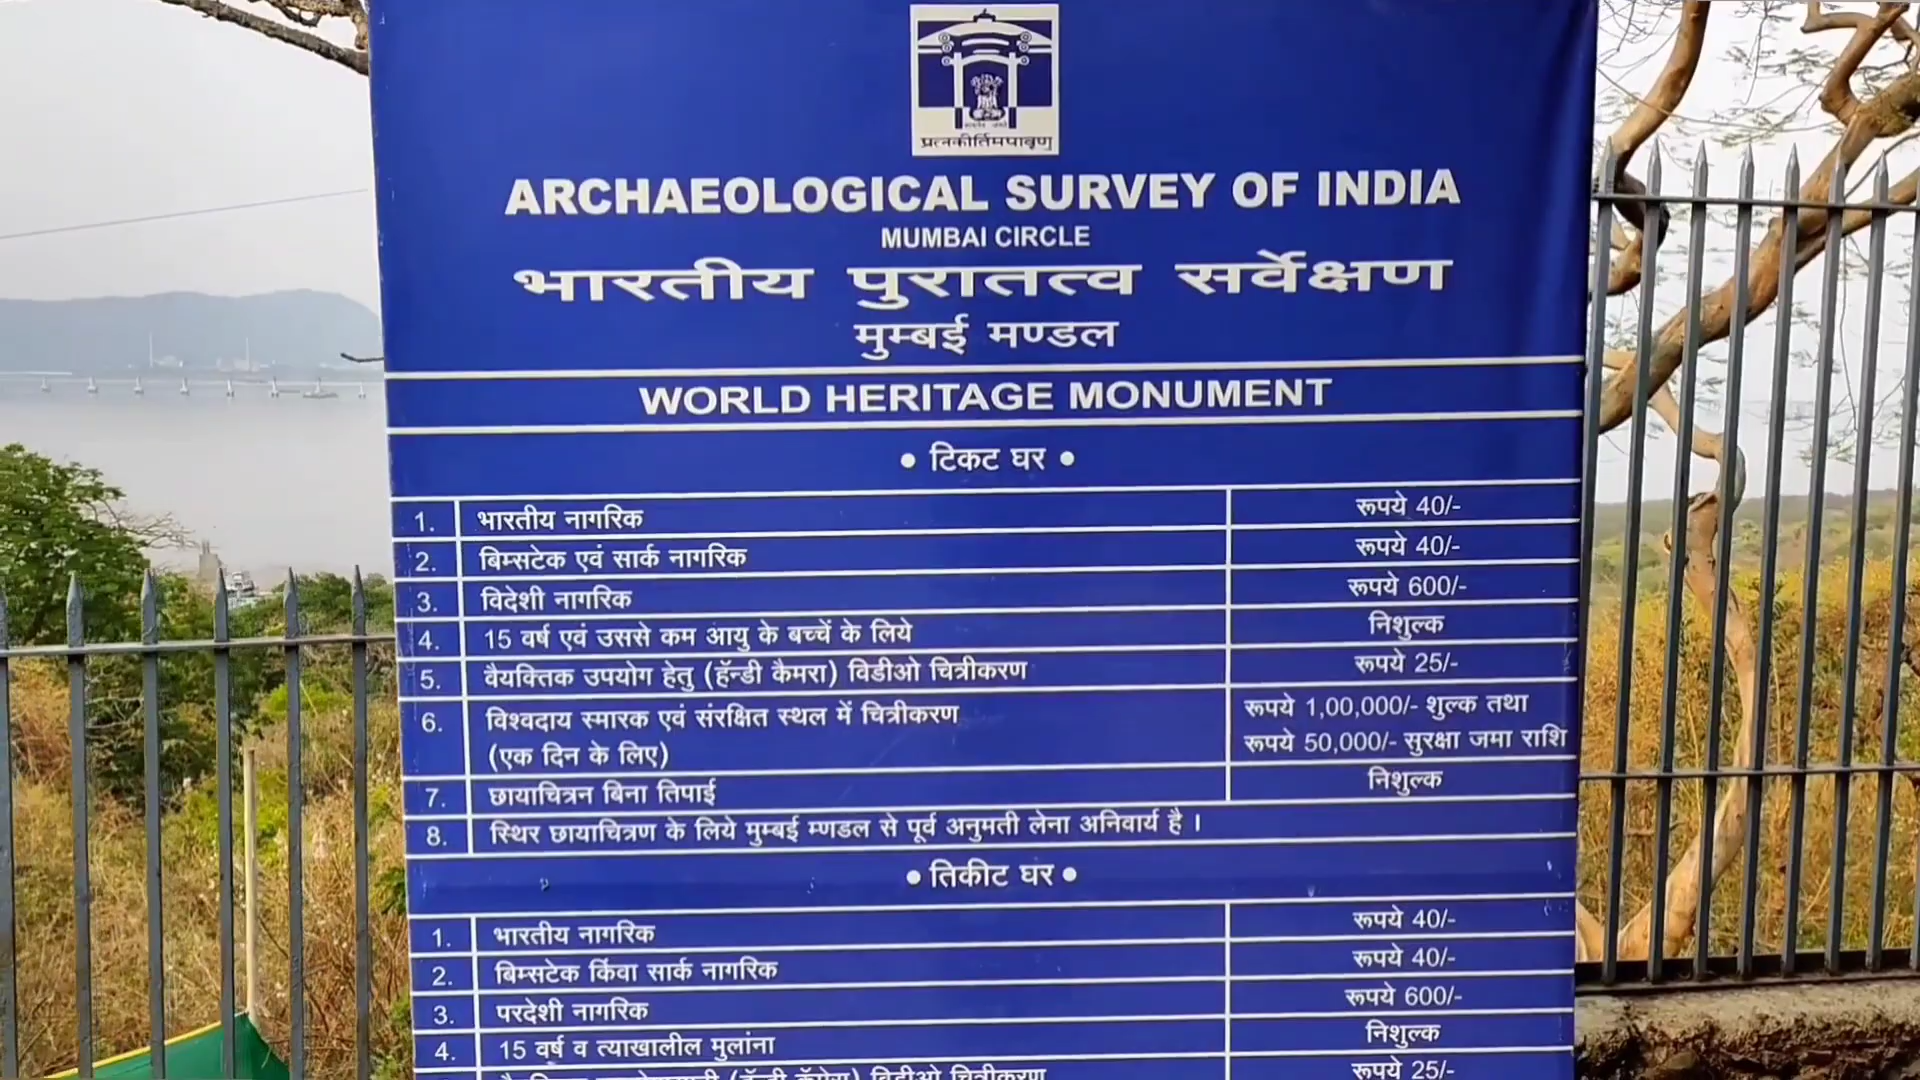 प्रत्नकीर्तिमपावृणु
ARCHAEOLOGICAL SURVEY OF INDIA
MUMBAI CIRCLE
भारतीय पुरातत्व सर्वेक्षण
मुम्बई मण्डल
WORLD HERITAGE MONUMENT
• टिकट घर •
1. भारतीय नागरिक रूपये 40/-
2. बिम्सटेक एवं सार्क नागरिक रूपये 40/-
3. विदेशी नागरिक रूपये 600/-
4. 15 वर्ष एवं उससे कम आयु के बच्चें के लिये निशुल्क
5. वैयक्तिक उपयोग हेतु (हॅन्डी कैमरा) विडीओ चित्रीकरण रूपये 25/-
6. विश्वदाय स्मारक एवं संरक्षित स्थल में चित्रीकरण रूपये 1,00,000/- शुल्क तथा
(एक दिन के लिए) रूपये 50,000/- सुरक्षा जमा राशि
7. छायाचित्रन बिना तिपाई निशुल्क
8. स्थिर छायाचित्रण के लिये मुम्बई म्णडल से पूर्व अनुमती लेना अनिवार्य है ।
• तिकीट घर •
1. भारतीय नागरिक रूपये 40/-
2. बिम्सटेक किंवा सार्क नागरिक रूपये 40/-
3. परदेशी नागरिक रूपये 600/-
4. 15 वर्ष व त्याखालील मुलांना निशुल्क
(हॅन्डी कॅमेरा) विडीओ चित्रीकरण रूपये 25/-